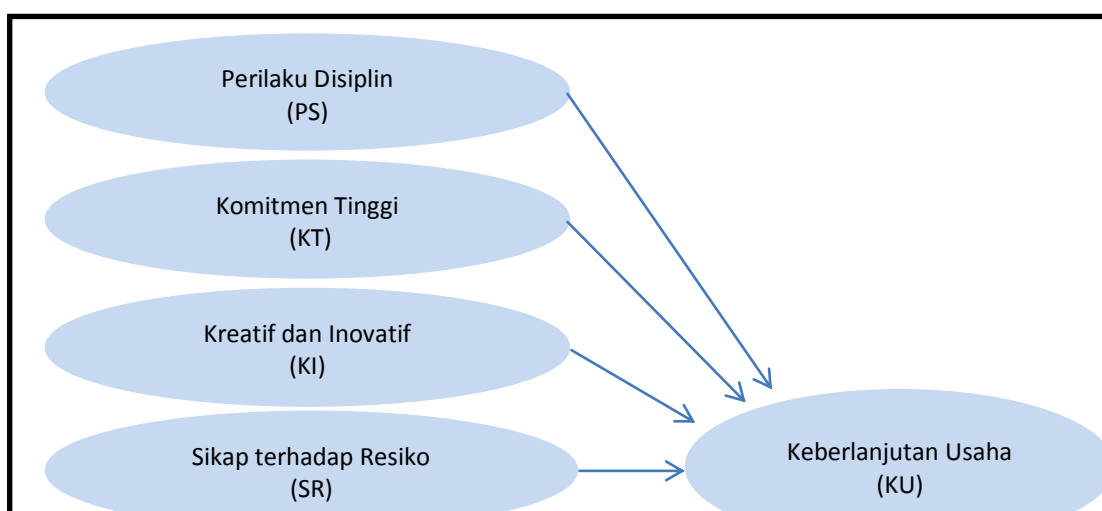 Perilaku Disiplin
(PS)
Komitmen Tinggi
(KT)
Kreatif dan Inovatif
(KI)
Sikap terhadap Resiko
(SR)
Keberlanjutan Usaha
(KU)